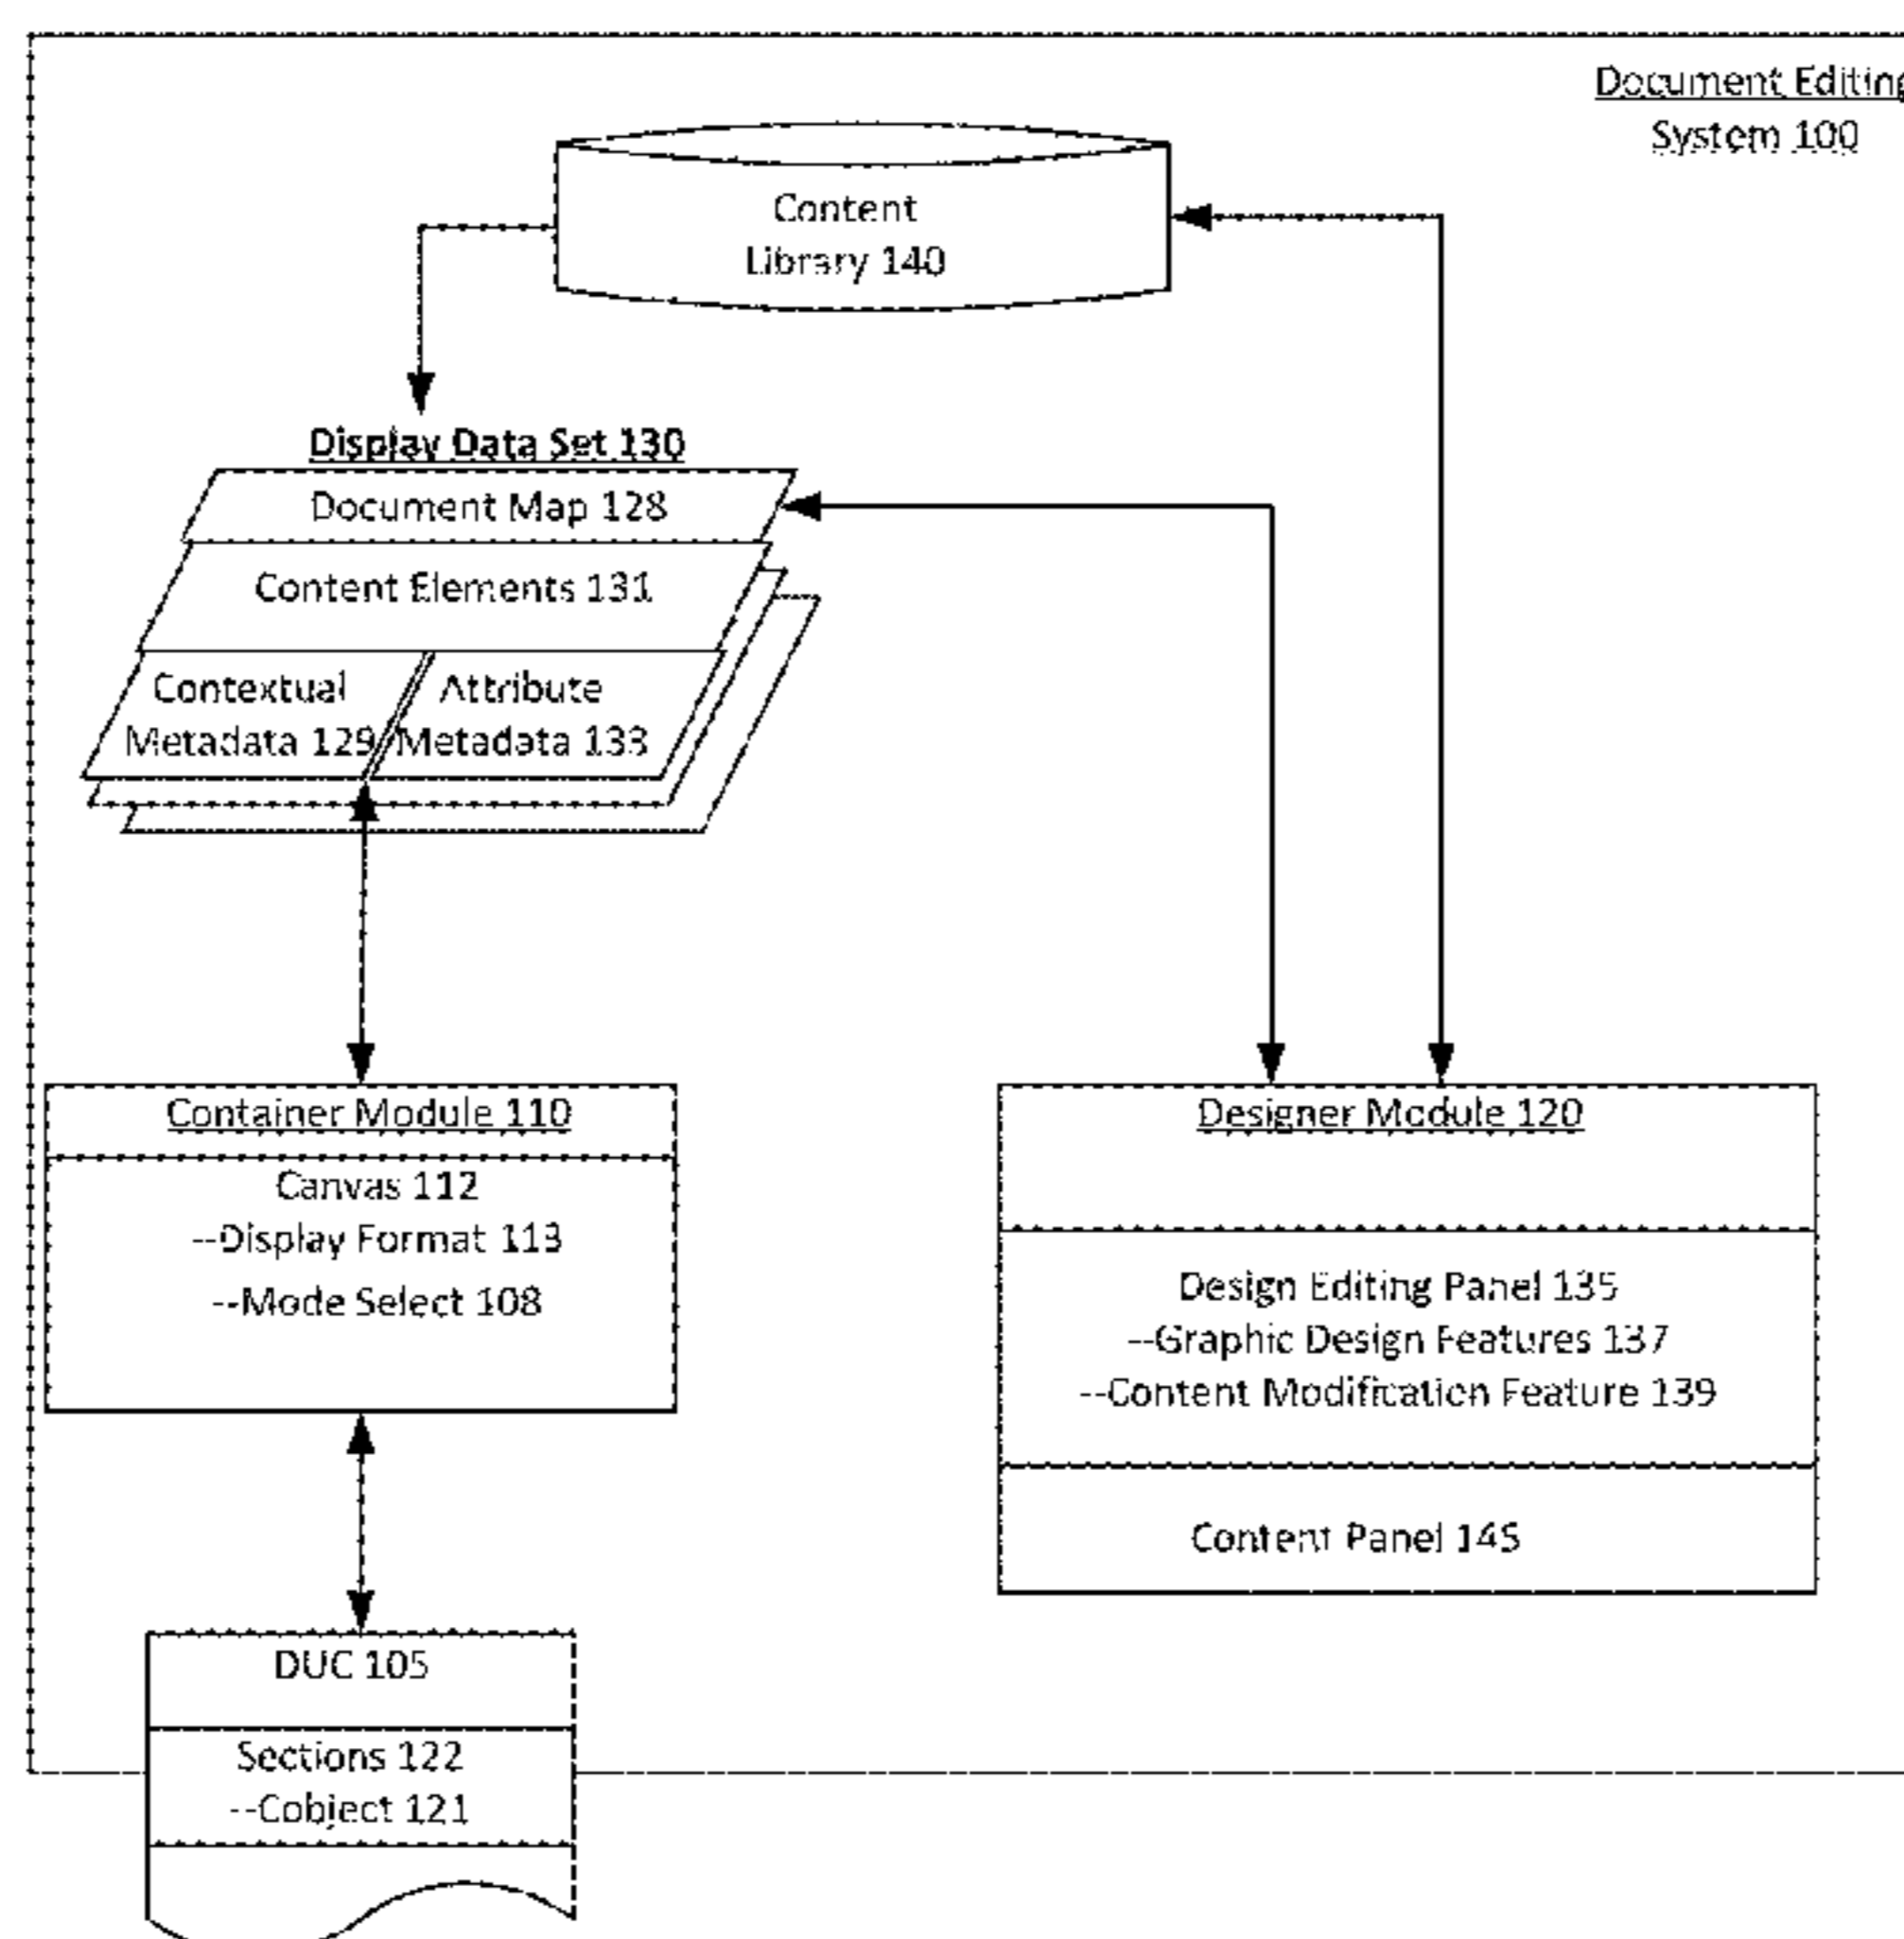 Document Editing
System 100
Content
Library 140
Display Data Set 130
Document Map 128
Content Elements 131
Contextual
Metadata 129
Attribute
Metadata 133
Container Module 110
Canvas 112
--Display Format 113
--Mode Select 108
Designer Module 120
Design Editing Panel 135
--Graphic Design Features 137
--Content Modification Feature 139
Content Panel 145
DUC 105
Sections 122
--Cobject 121